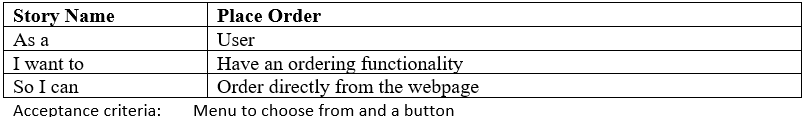 Story Name Place Order
As a User
I want to Have an ordering functionality
So I can Order directly from the webpage
Acceptance criteria: Menu to choose from and a button